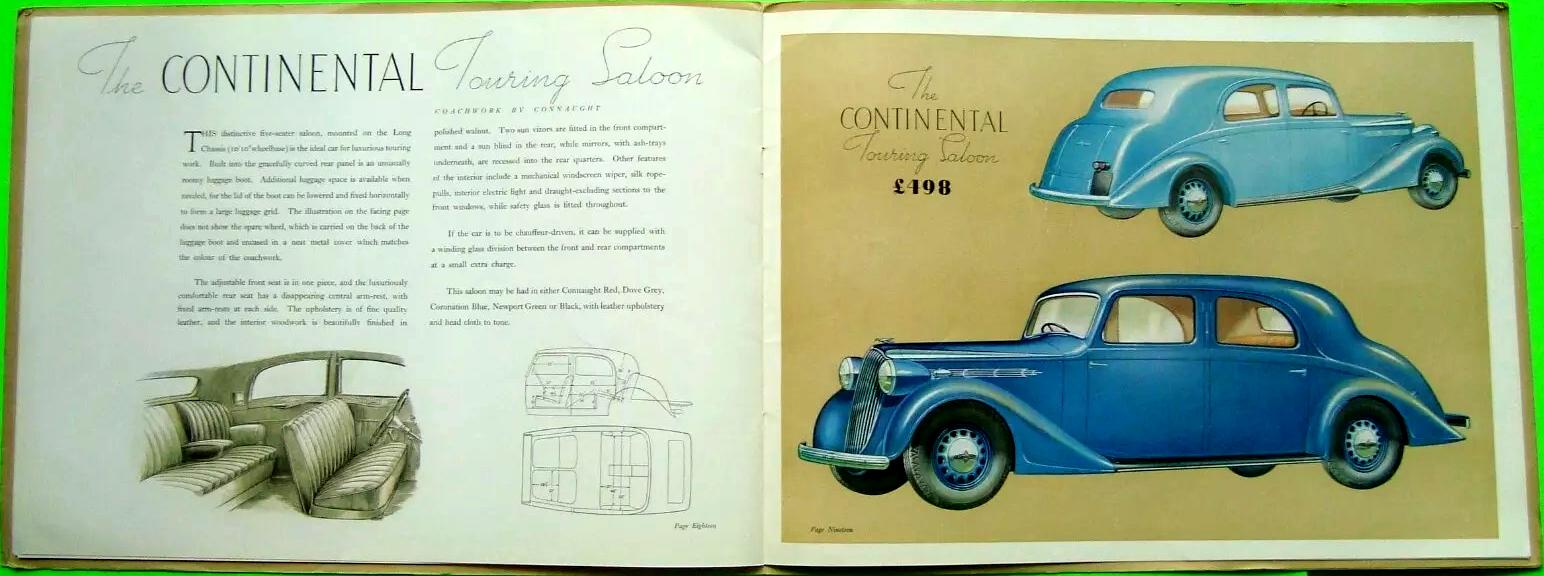 The CONTINENTAL Touring Saloon
COACHWORK BY CONNAUGHT
THIS distinctive five-seater saloon, mounted on the Long
Chassis (10' 10" wheelbase) is the ideal car for luxurious touring
work. Built into the gracefully curved rear panel is an unusually
roomy luggage boot. Additional luggage space is available when
needed, for the lid of the boot can be lowered and fixed horizontally
to form a large luggage grid. The illustration on the facing page
does not show the spare wheel, which is carried on the back of the
luggage boot and encased in a neat metal cover which matches
the colour of the coachwork.
The adjustable front seat is in one piece, and the luxuriously
comfortable rear seat has a disappearing central arm-rest, with
fixed arm-rests at each side. The upholstery is of fine quality
leather, and the interior woodwork is beautifully finished in
polished walnut. Two sun vizors are fitted in the front compart-
ment and a sun blind in the rear, while mirrors, with ash-trays
underneath, are recessed into the rear quarters. Other features
of the interior include a mechanical windscreen wiper, silk rope-
pulls, interior electric light and draught-excluding sections to the
front windows, while safety glass is fitted throughout.
If the car is to be chauffeur-driven, it can be supplied with
a winding glass division between the front and rear compartments
at a small extra charge.
This saloon may be had in either Connaught Red, Dove Grey,
Coronation Blue, Newport Green or Black, with leather upholstery
and head cloth to tone.
Page Eighteen
The
CONTINENTAL
Touring Saloon
£498
Page Nineteen